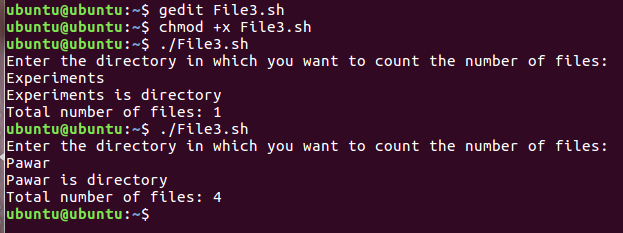 ubuntu@ubuntu:~$ gedit File3.sh
ubuntu@ubuntu:~$ chmod +x File3.sh
ubuntu@ubuntu:~$ ./File3.sh
Enter the directory in which you want to count the number of files:
Experiments
Experiments is directory
Total number of files: 1
ubuntu@ubuntu:~$ ./File3.sh
Enter the directory in which you want to count the number of files:
Pawar
Pawar is directory
Total number of files: 4
ubuntu@ubuntu:~$